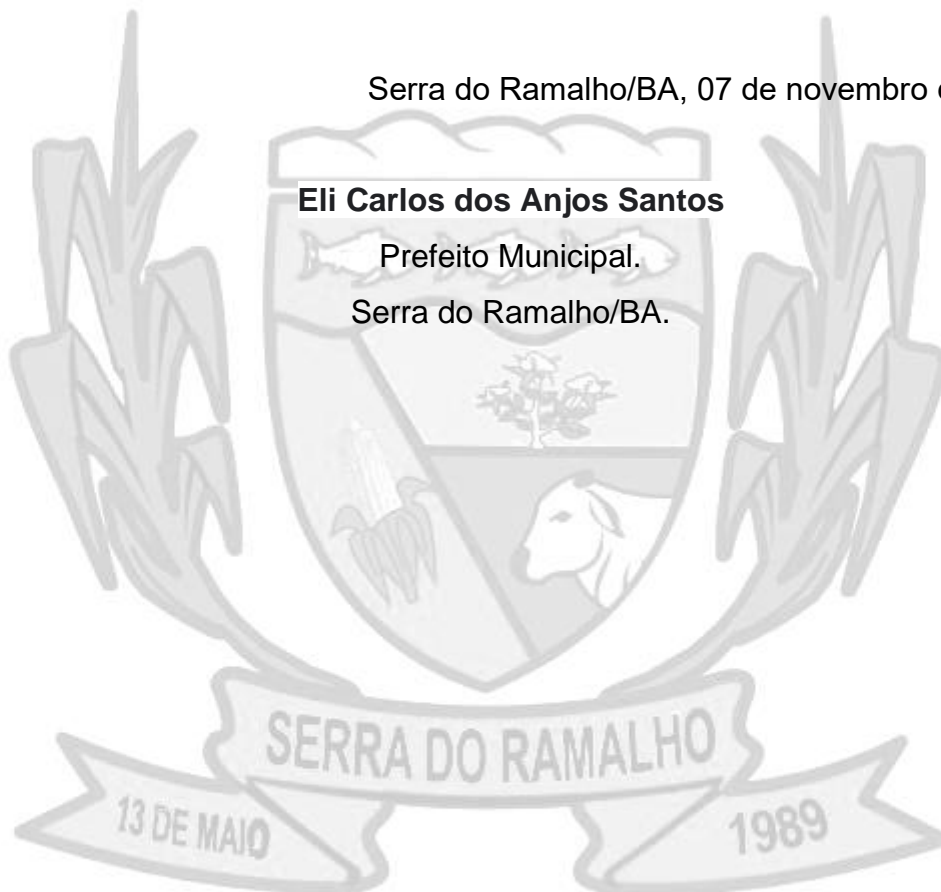 Serra do Ramalho/BA, 07 de novembro
Eli Carlos dos Anjos Santos
Prefeito Municipal.
Serra do Ramalho/BA.
SERRA DO RAMALHO
13 DE MAIO
1989